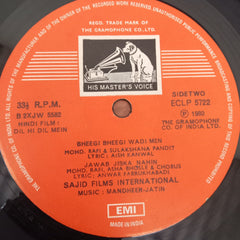 REGD. TRADE MARK OF
THE GRAMOPHONE CO. LTD.
HIS MASTER'S VOICE
33⅓ R.P.M.
B 2XJW 5582
HINDI FILM :
DIL HI DIL MEIN
SIDE TWO
ECLP 5722
℗ 1980
THE GRAMOPHONE
CO. OF INDIA LTD.
BHEEGI BHEEGI WADI MEN
MOHD. RAFI & SULAKSHANA PANDIT
LYRIC : AISH KANWAL
JAWAB JISKA NAHIN
MOHD. RAFI, ASHA BHOSLE & CHORUS
LYRIC : ANWAR FARRUKHABADI
SAJID FILMS INTERNATIONAL
MUSIC : MANDHEER-JATIN
EMI
MADE IN INDIA